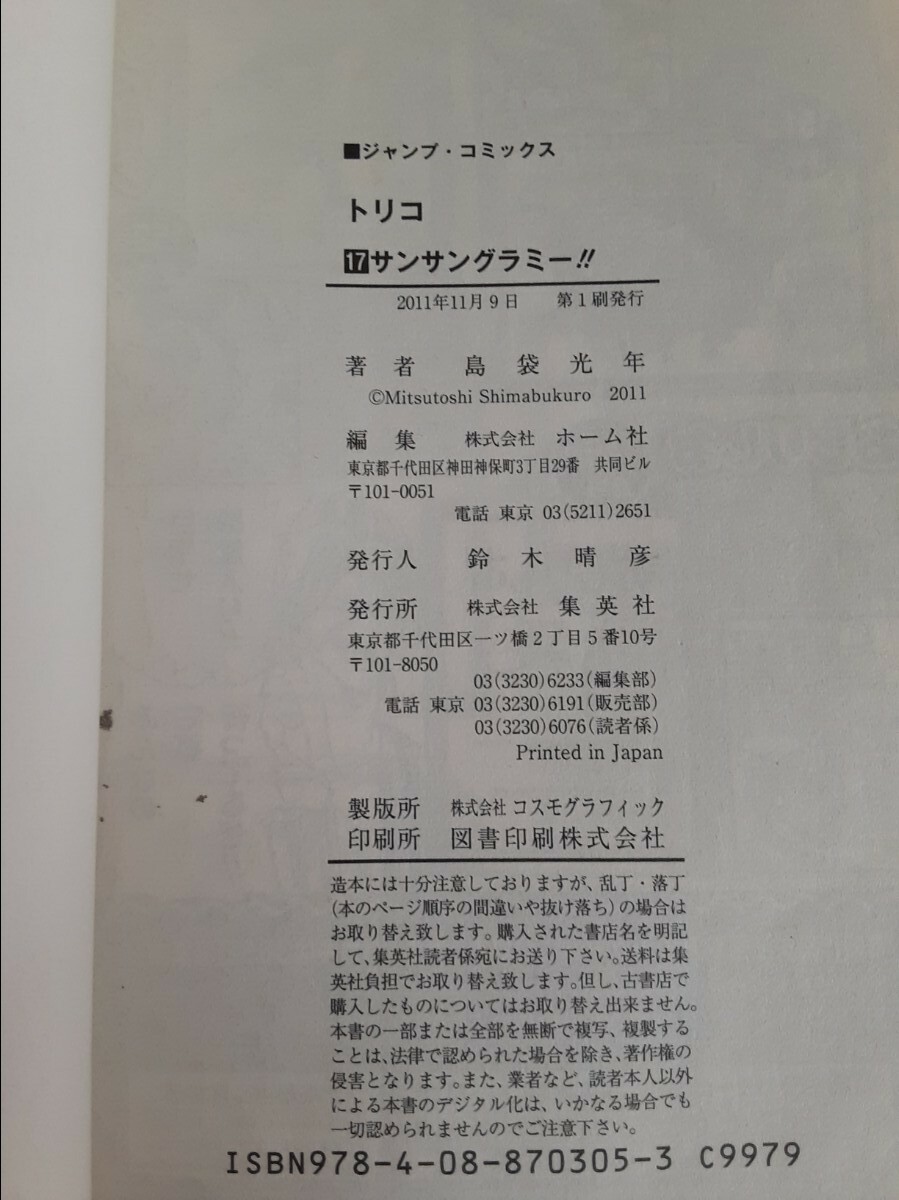 ■ジャンプ・コミックス
トリコ
17サンサングラミー!!
2011年11月9日 第1刷発行
著者 島袋光年
©Mitsutoshi Shimabukuro 2011
編集 株式会社 ホーム社
東京都千代田区神田神保町3丁目29番 共同ビル
〒101-0051
電話 東京 03(5211)2651
発行人 鈴木晴彦
発行所 株式会社 集英社
東京都千代田区一ツ橋2丁目5番10号
〒101-8050
03(3230)6233(編集部)
電話 東京 03(3230)6191(販売部)
03(3230)6076(読者係)
Printed in Japan
製版所 株式会社 コスモグラフィック
印刷所 図書印刷株式会社
造本には十分注意しておりますが、乱丁・落丁
(本のページ順序の間違いや抜け落ち)の場合は
お取り替え致します。購入された書店名を明記
して、集英社読者係宛にお送り下さい。送料は集
英社負担でお取り替え致します。但し、古書店で
購入したものについてはお取り替え出来ません。
本書の一部または全部を無断で複写、複製する
ことは、法律で認められた場合を除き、著作権の
侵害となります。また、業者など、読者本人以外
による本書のデジタル化は、いかなる場合でも
一切認められませんのでご注意下さい。
ISBN978-4-08-870305-3 C9979